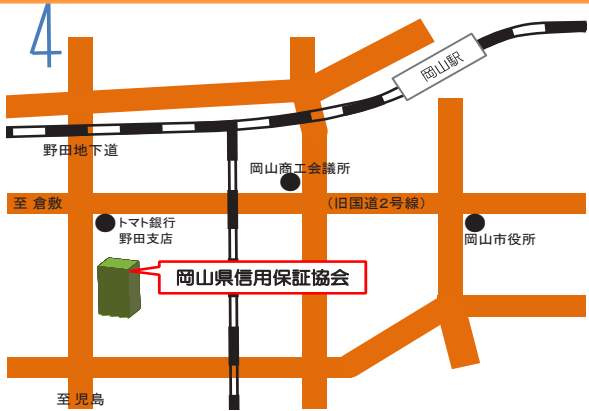 岡山駅
野田地下道
岡山商工会議所
至 倉敷
（旧国道２号線）
トマト銀行
野田支店
岡山市役所
岡山県信用保証協会
至 児島